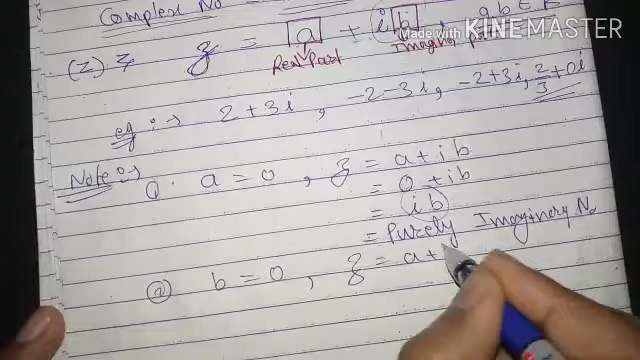 Made with KINEMASTER
Complex No
(Z) z z = a + ib , a,b ∈ R
Real Part Imaginary part
eg :→ 2+3i , -2-3i, -2+3i, 2/3+0i
Note :→
①. a = 0 , z = a+ib
= 0 + ib
= ib
= Purely Imaginary No
② b = 0 , z = a+